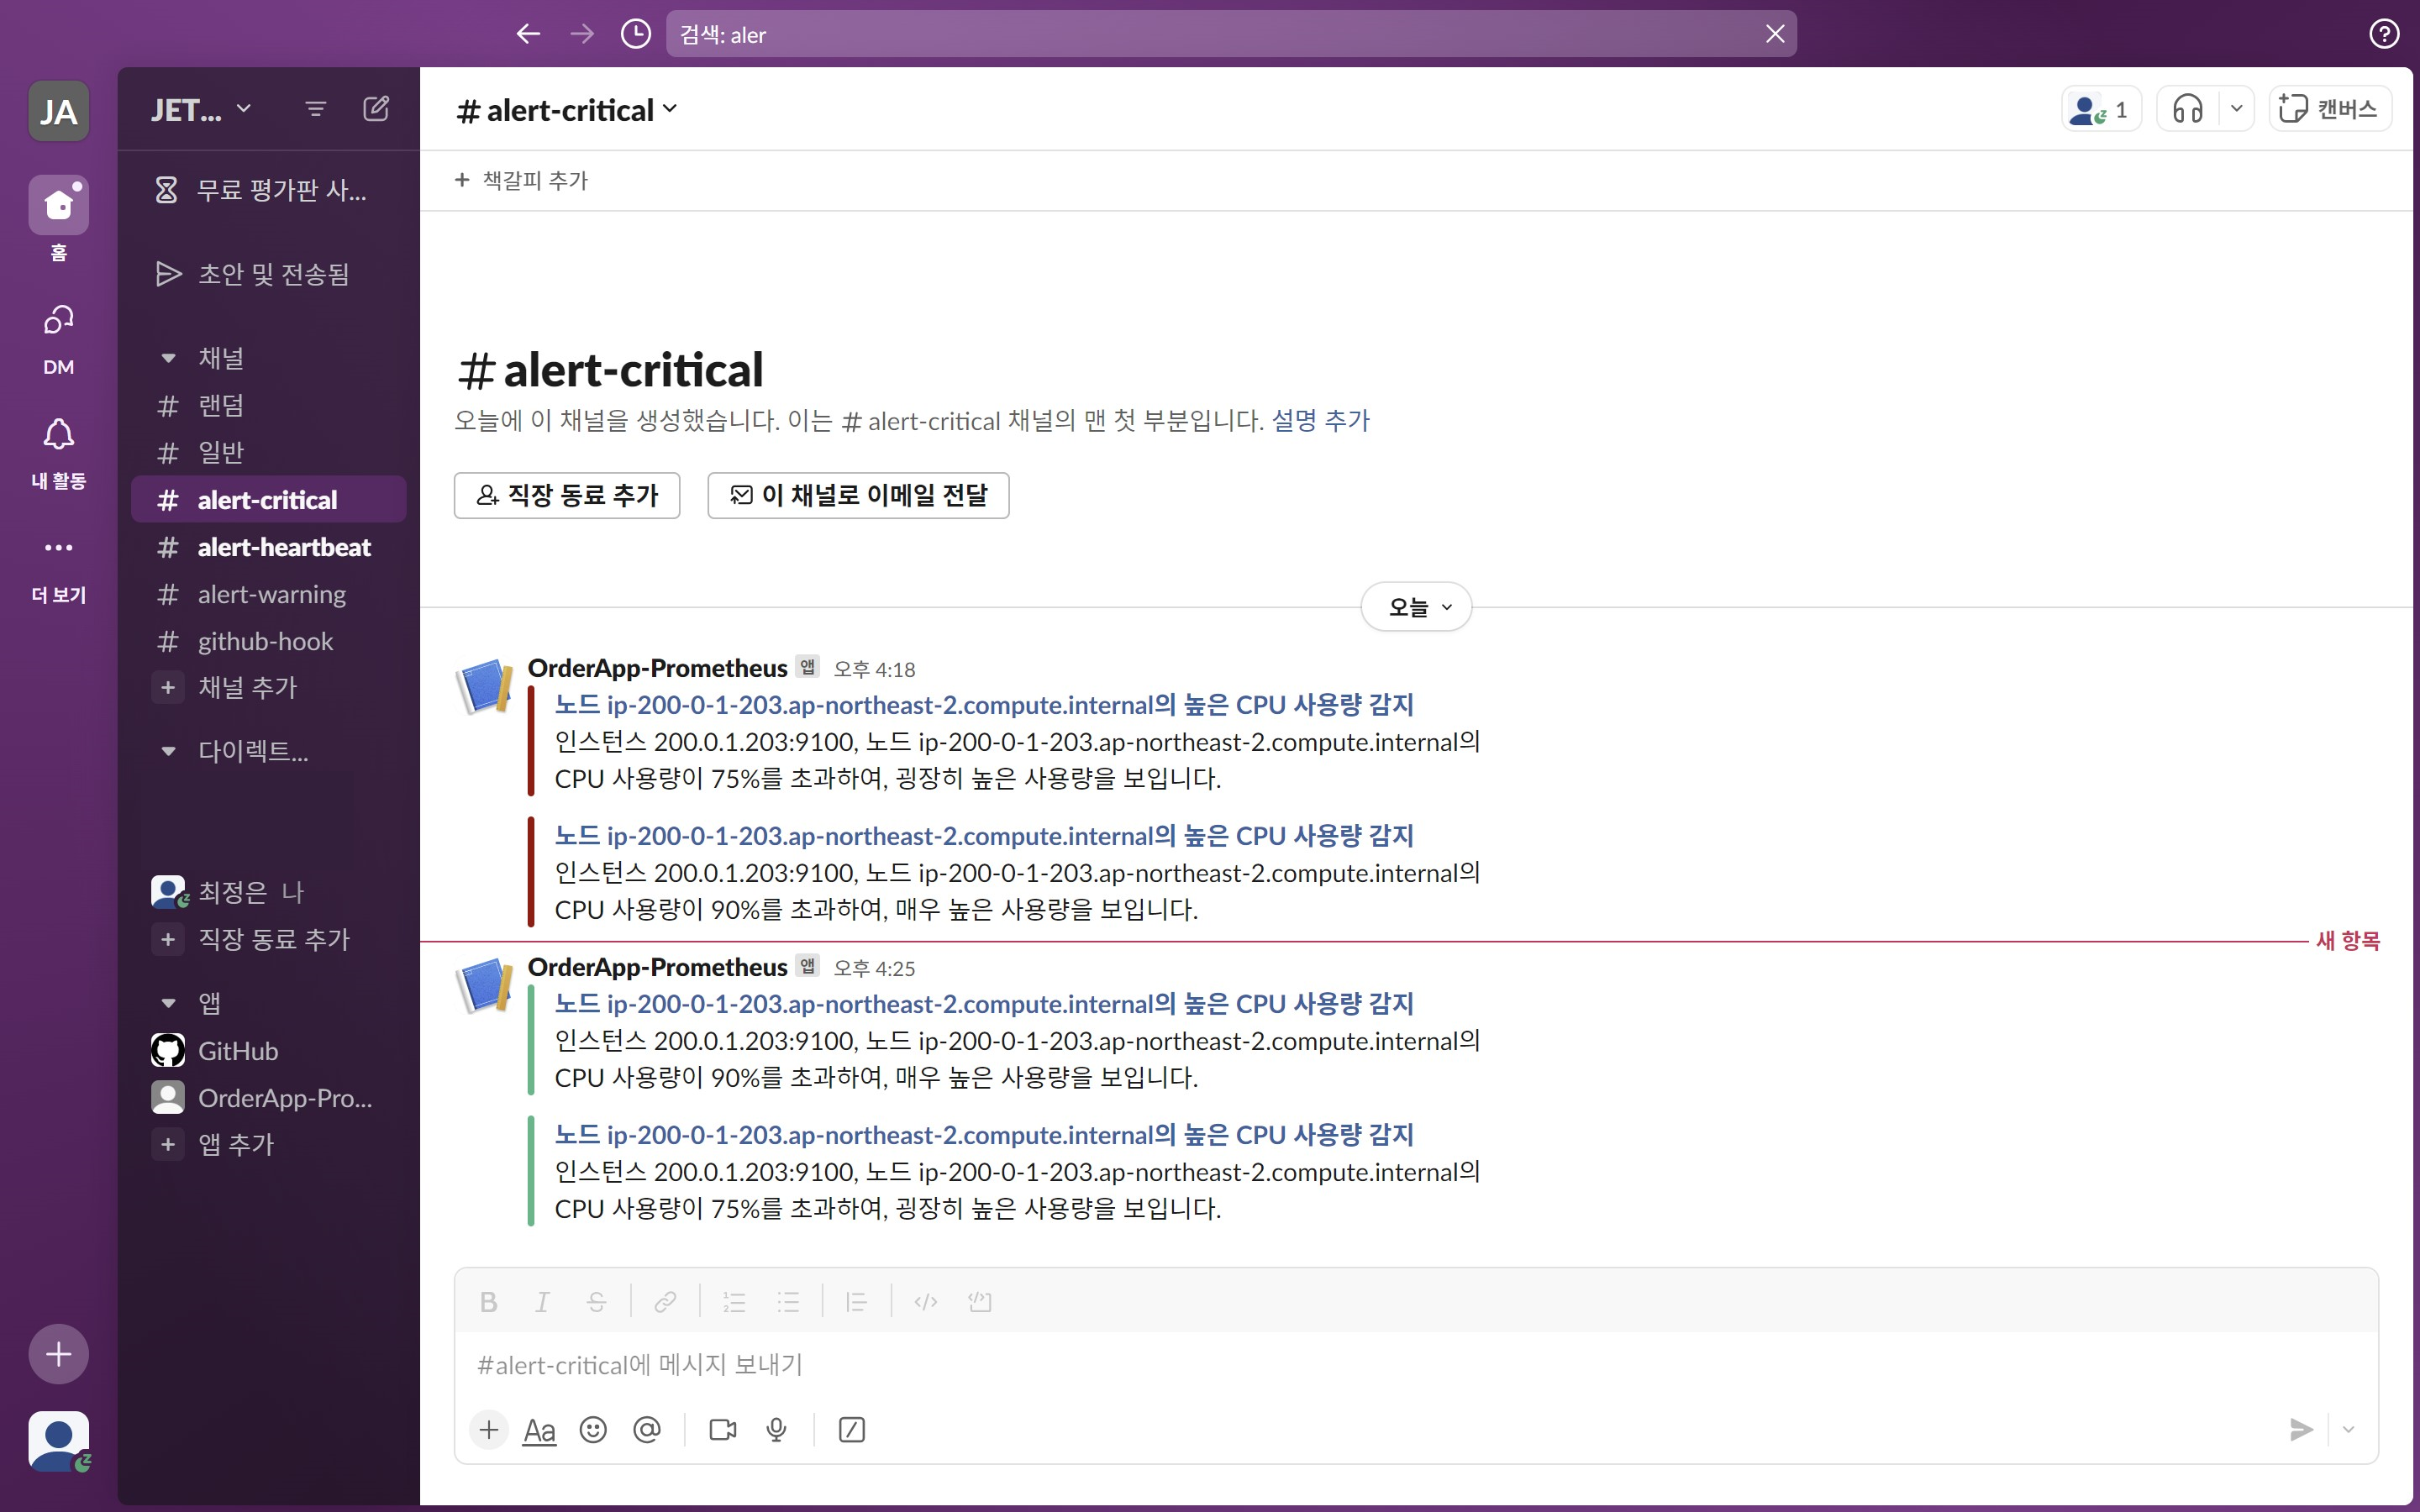 검색: aler
JA
홈
DM
내 활동
더 보기
JET...
무료 평가판 사...
초안 및 전송됨
채널
# 랜덤
# 일반
# alert-critical
# alert-heartbeat
# alert-warning
# github-hook
+ 채널 추가
다이렉트...
최정은 나
+ 직장 동료 추가
앱
GitHub
OrderApp-Pro...
+ 앱 추가
# alert-critical
1
캔버스
+ 책갈피 추가
# alert-critical
오늘에 이 채널을 생성했습니다. 이는 # alert-critical 채널의 맨 첫 부분입니다. 설명 추가
직장 동료 추가
이 채널로 이메일 전달
오늘
OrderApp-Prometheus 앱 오후 4:18
노드 ip-200-0-1-203.ap-northeast-2.compute.internal의 높은 CPU 사용량 감지
인스턴스 200.0.1.203:9100, 노드 ip-200-0-1-203.ap-northeast-2.compute.internal의
CPU 사용량이 75%를 초과하여, 굉장히 높은 사용량을 보입니다.
노드 ip-200-0-1-203.ap-northeast-2.compute.internal의 높은 CPU 사용량 감지
인스턴스 200.0.1.203:9100, 노드 ip-200-0-1-203.ap-northeast-2.compute.internal의
CPU 사용량이 90%를 초과하여, 매우 높은 사용량을 보입니다.
새 항목
OrderApp-Prometheus 앱 오후 4:25
노드 ip-200-0-1-203.ap-northeast-2.compute.internal의 높은 CPU 사용량 감지
인스턴스 200.0.1.203:9100, 노드 ip-200-0-1-203.ap-northeast-2.compute.internal의
CPU 사용량이 90%를 초과하여, 매우 높은 사용량을 보입니다.
노드 ip-200-0-1-203.ap-northeast-2.compute.internal의 높은 CPU 사용량 감지
인스턴스 200.0.1.203:9100, 노드 ip-200-0-1-203.ap-northeast-2.compute.internal의
CPU 사용량이 75%를 초과하여, 굉장히 높은 사용량을 보입니다.
B I S
#alert-critical에 메시지 보내기
Aa